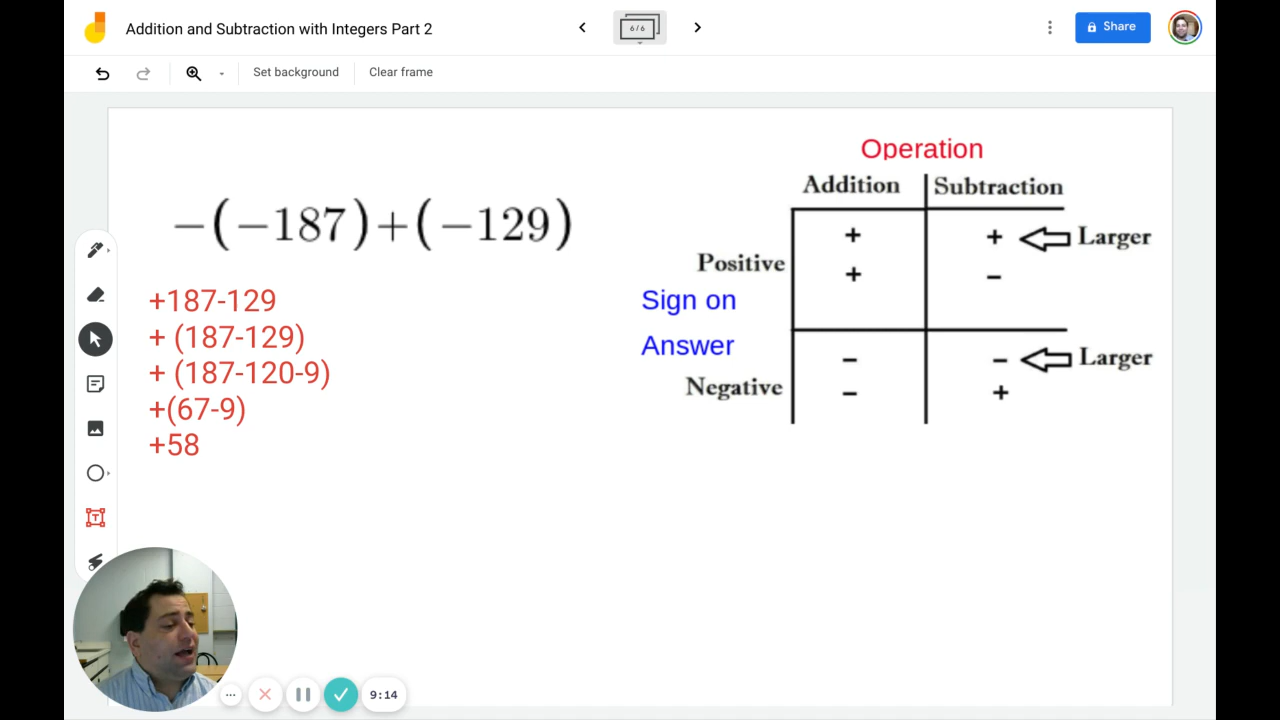 Addition and Subtraction with Integers Part 2
6/6
Share
Set background
Clear frame
−(−187)+(−129)
+187-129
+ (187-129)
+ (187-120-9)
+(67-9)
+58
Operation
Addition Subtraction
+ + Larger
Positive
+ −
Sign on
Answer
− − Larger
Negative
− +
9:14